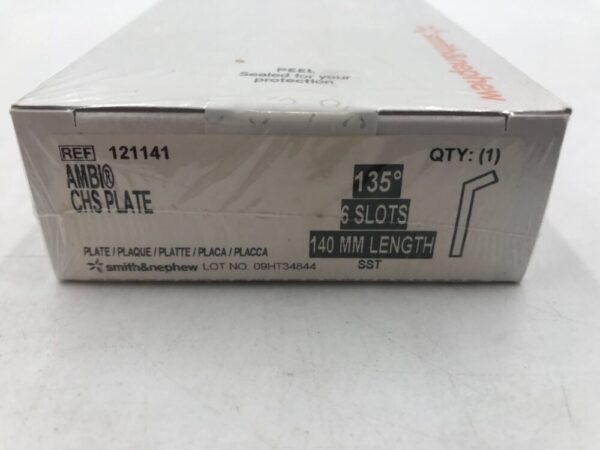 PEEL
Sealed for your
protection
smith&nephew
REF 121141
AMBI®
CHS PLATE
135°
6 SLOTS
140 MM LENGTH
SST
QTY: (1)
PLATE / PLAQUE / PLATTE / PLACA / PLACCA
smith&nephew LOT NO. 09HT34844